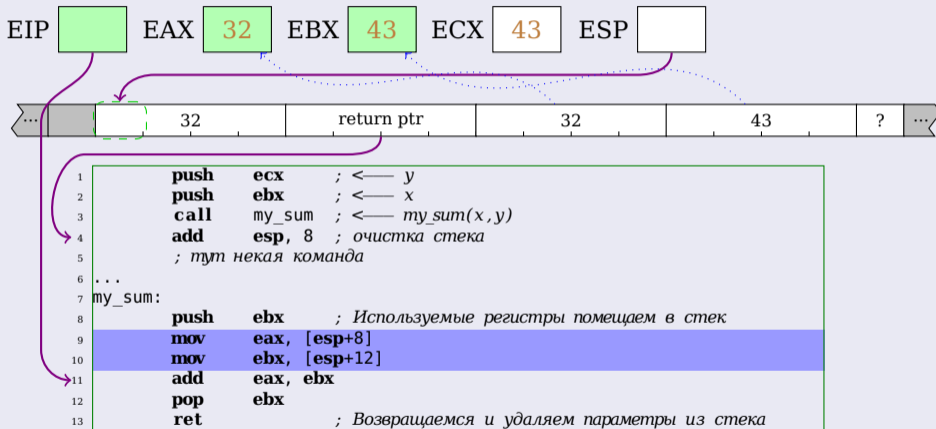 EIP EAX 32 EBX 43 ECX 43 ESP
... 32 return ptr 32 43 ? ...
1 push ecx ; <—— y
2 push ebx ; <—— x
3 call my_sum ; <—— my_sum(x,y)
4 add esp, 8 ; очистка стека
5 ; тут некая команда
6 ...
7 my_sum:
8 push ebx ; Используемые регистры помещаем в стек
9 mov eax, [esp+8]
10 mov ebx, [esp+12]
11 add eax, ebx
12 pop ebx
13 ret ; Возвращаемся и удаляем параметры из стека